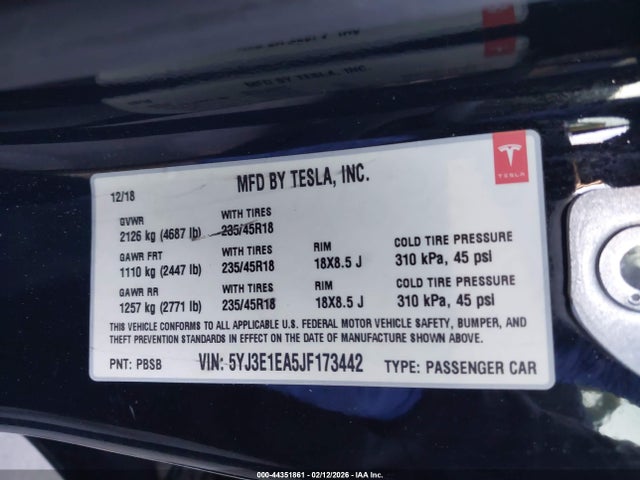 MFD BY TESLA, INC.
TESLA
12/18
MFD BY TESLA, INC.
GVWR WITH TIRES
2126 kg (4687 lb) 235/45R18
GAWR FRT WITH TIRES RIM COLD TIRE PRESSURE
1110 kg (2447 lb) 235/45R18 18X8.5 J 310 kPa, 45 psi
GAWR RR WITH TIRES RIM COLD TIRE PRESSURE
1257 kg (2771 lb) 235/45R18 18X8.5 J 310 kPa, 45 psi
THIS VEHICLE CONFORMS TO ALL APPLICABLE U.S. FEDERAL MOTOR VEHICLE SAFETY, BUMPER, AND
THEFT PREVENTION STANDARDS IN EFFECT ON THE DATE OF MANUFACTURE SHOWN ABOVE.
PNT: PBSB VIN: 5YJ3E1EA5JF173442 TYPE: PASSENGER CAR
000-44351861 - 02/12/2026 - IAA Inc.